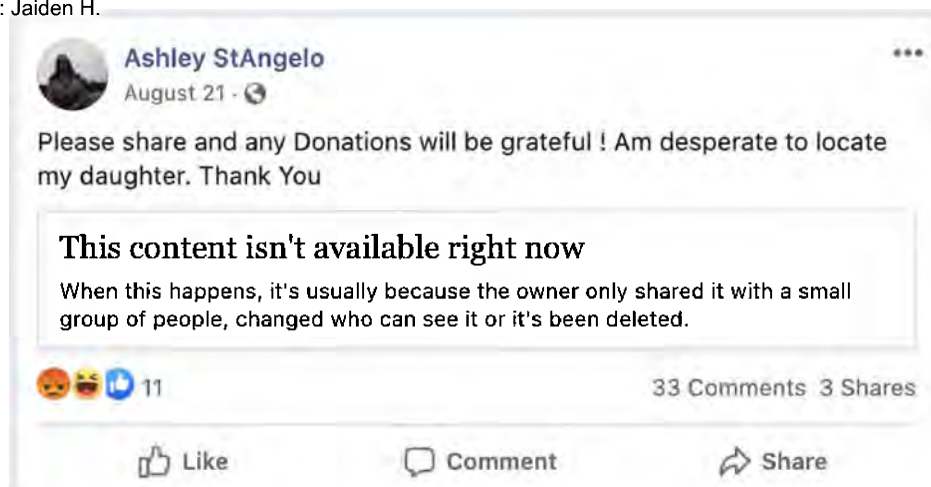 : Jaiden H.
Ashley StAngelo
August 21 ·
Please share and any Donations will be grateful ! Am desperate to locate
my daughter. Thank You
This content isn't available right now
When this happens, it's usually because the owner only shared it with a small
group of people, changed who can see it or it's been deleted.
11 33 Comments 3 Shares
Like Comment Share